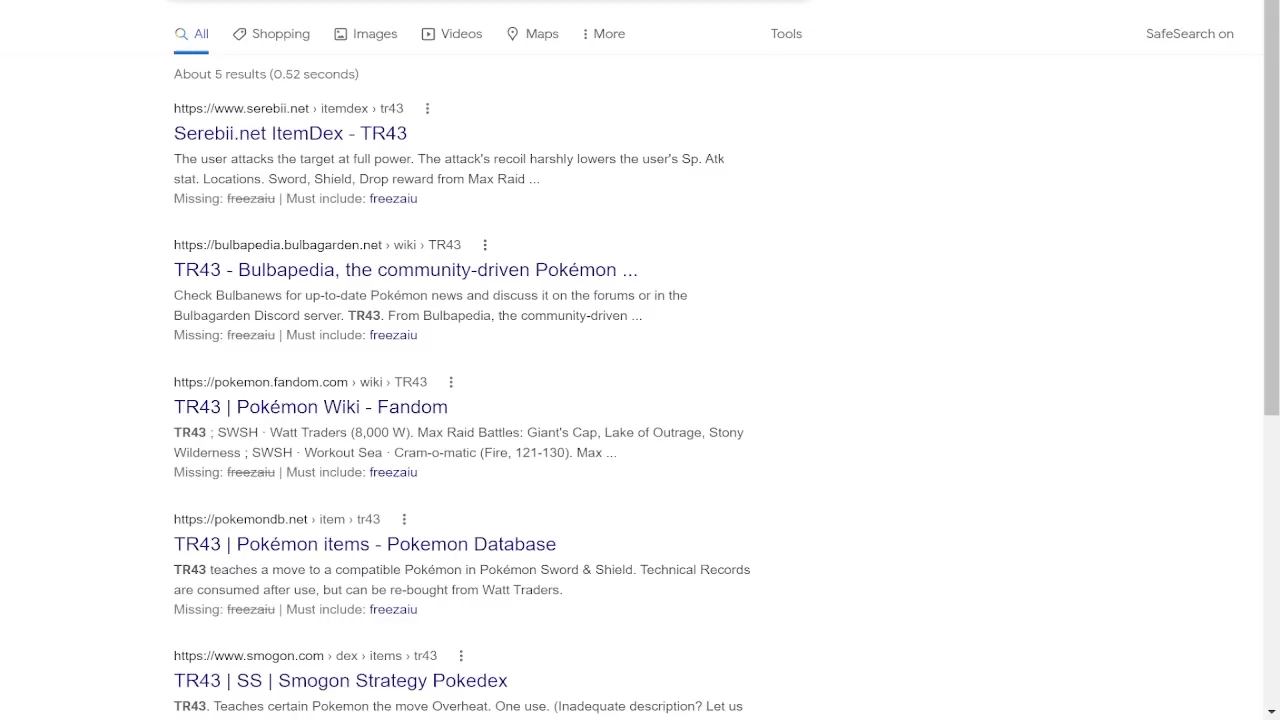 All Shopping Images Videos Maps More Tools SafeSearch on
About 5 results (0.52 seconds)
https://www.serebii.net › itemdex › tr43
Serebii.net ItemDex - TR43
The user attacks the target at full power. The attack's recoil harshly lowers the user's Sp. Atk
stat. Locations. Sword, Shield, Drop reward from Max Raid ...
Missing: freezaiu | Must include: freezaiu
https://bulbapedia.bulbagarden.net › wiki › TR43
TR43 - Bulbapedia, the community-driven Pokémon ...
Check Bulbanews for up-to-date Pokémon news and discuss it on the forums or in the
Bulbagarden Discord server. TR43. From Bulbapedia, the community-driven ...
Missing: freezaiu | Must include: freezaiu
https://pokemon.fandom.com › wiki › TR43
TR43 | Pokémon Wiki - Fandom
TR43 ; SWSH · Watt Traders (8,000 W). Max Raid Battles: Giant's Cap, Lake of Outrage, Stony
Wilderness ; SWSH · Workout Sea · Cram-o-matic (Fire, 121-130). Max ...
Missing: freezaiu | Must include: freezaiu
https://pokemondb.net › item › tr43
TR43 | Pokémon items - Pokemon Database
TR43 teaches a move to a compatible Pokémon in Pokémon Sword & Shield. Technical Records
are consumed after use, but can be re-bought from Watt Traders.
Missing: freezaiu | Must include: freezaiu
https://www.smogon.com › dex › items › tr43
TR43 | SS | Smogon Strategy Pokedex
TR43. Teaches certain Pokemon the move Overheat. One use. (Inadequate description? Let us